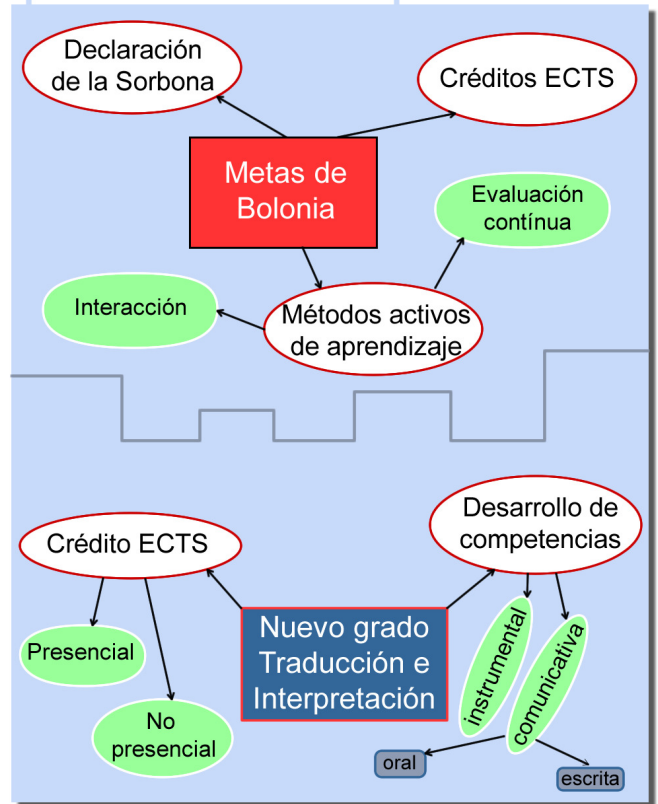 Declaración
de la Sorbona
Créditos ECTS
Metas de
Bolonia
Evaluación
contínua
Interacción
Métodos activos
de aprendizaje
Desarrollo de
competencias
Crédito ECTS
Nuevo grado
Traducción e
Interpretación
Presencial
No
presencial
instrumental
comunicativa
oral
escrita